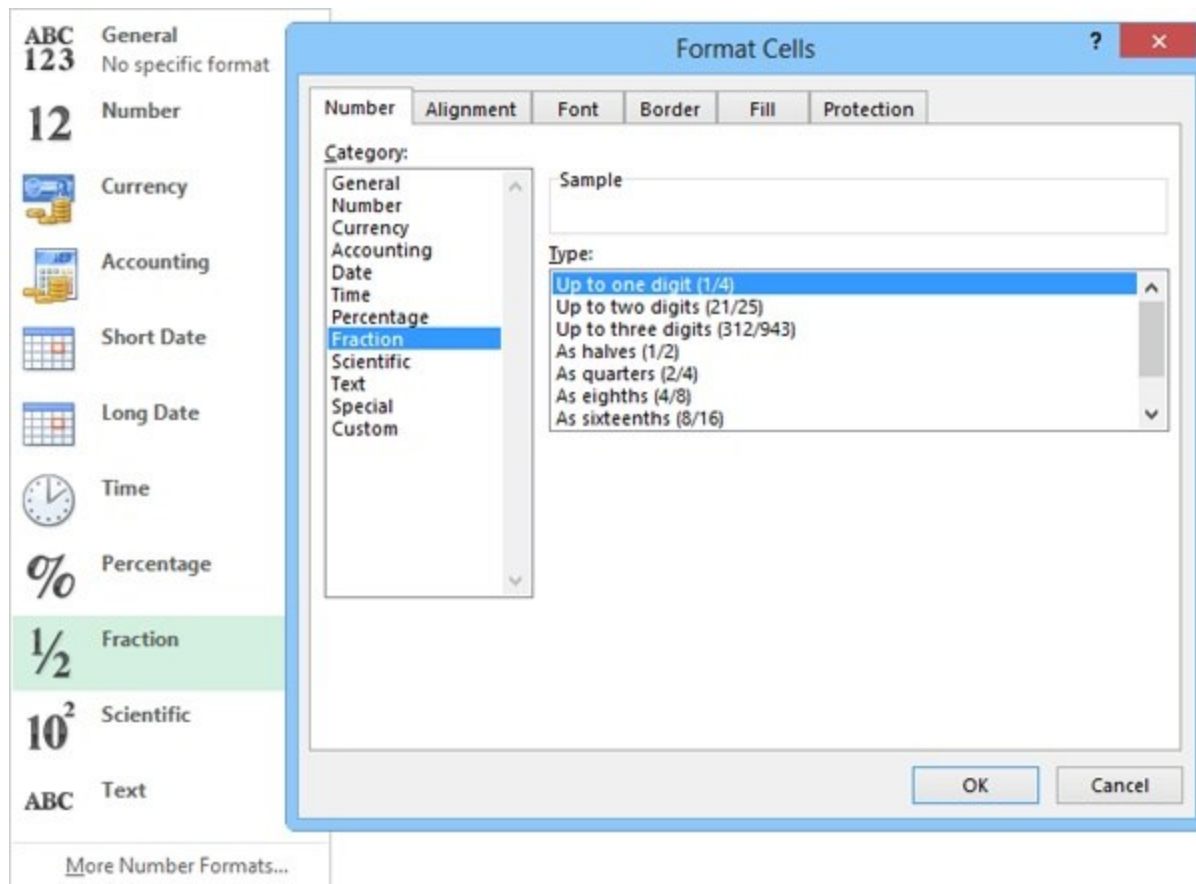 ABC
123
General
No specific format
12
Number
Currency
Accounting
Short Date
Long Date
Time
%
Percentage
1/2
Fraction
10²
Scientific
ABC
Text
More Number Formats...
Format Cells
?
Number Alignment Font Border Fill Protection
Category:
General
Number
Currency
Accounting
Date
Time
Percentage
Fraction
Scientific
Text
Special
Custom
Sample
Type:
Up to one digit (1/4)
Up to two digits (21/25)
Up to three digits (312/943)
As halves (1/2)
As quarters (2/4)
As eighths (4/8)
As sixteenths (8/16)
OK Cancel